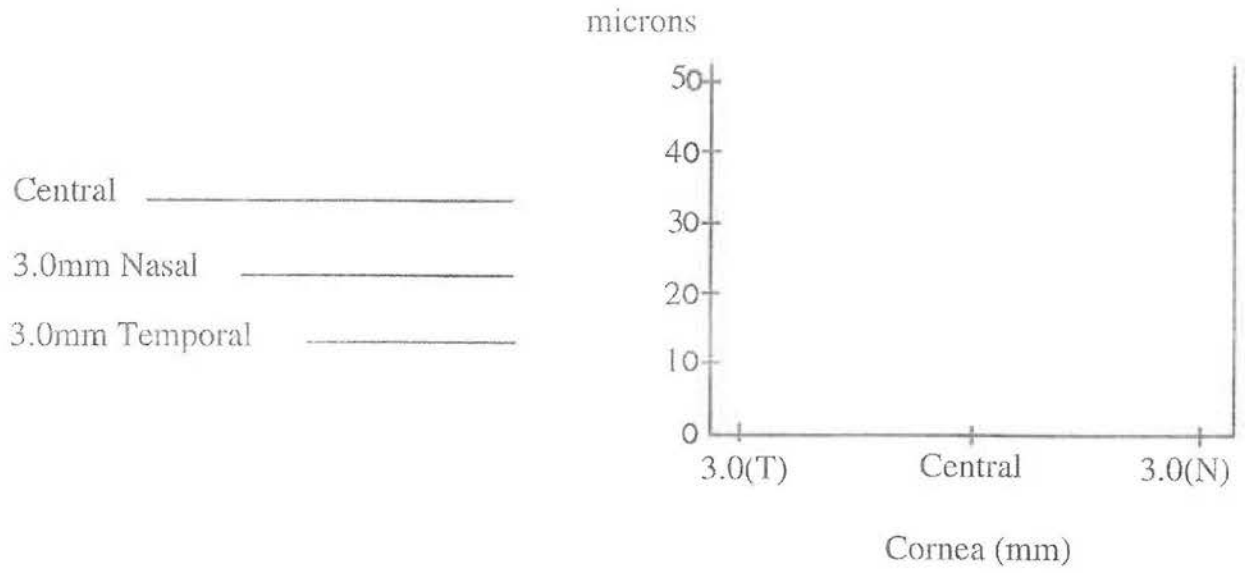 microns
50
40
Central
30
3.0mm Nasal
20
3.0mm Temporal
10
0
3.0(T) Central 3.0(N)
Cornea (mm)